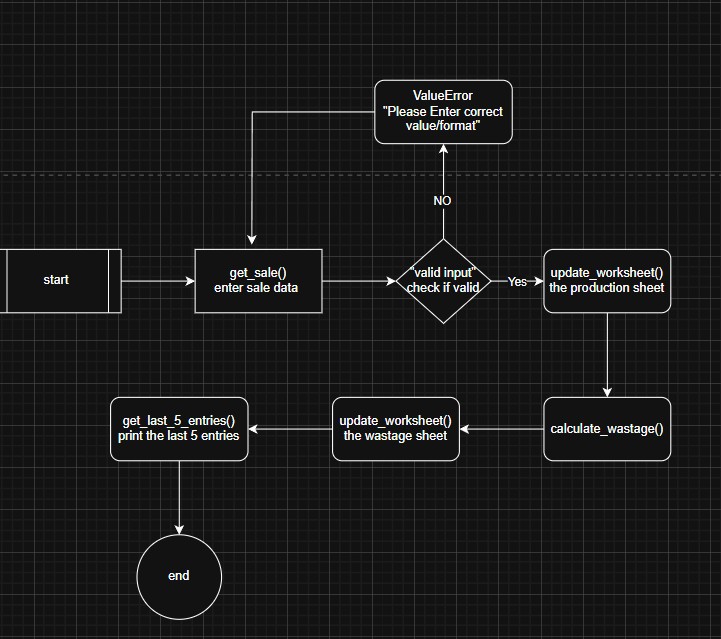 ValueError
"Please Enter correct
value/format"
NO
start
get_sale()
enter sale data
"valid input"
check if valid
Yes
update_worksheet()
the production sheet
get_last_5_entries()
print the last 5 entries
update_worksheet()
the wastage sheet
calculate_wastage()
end